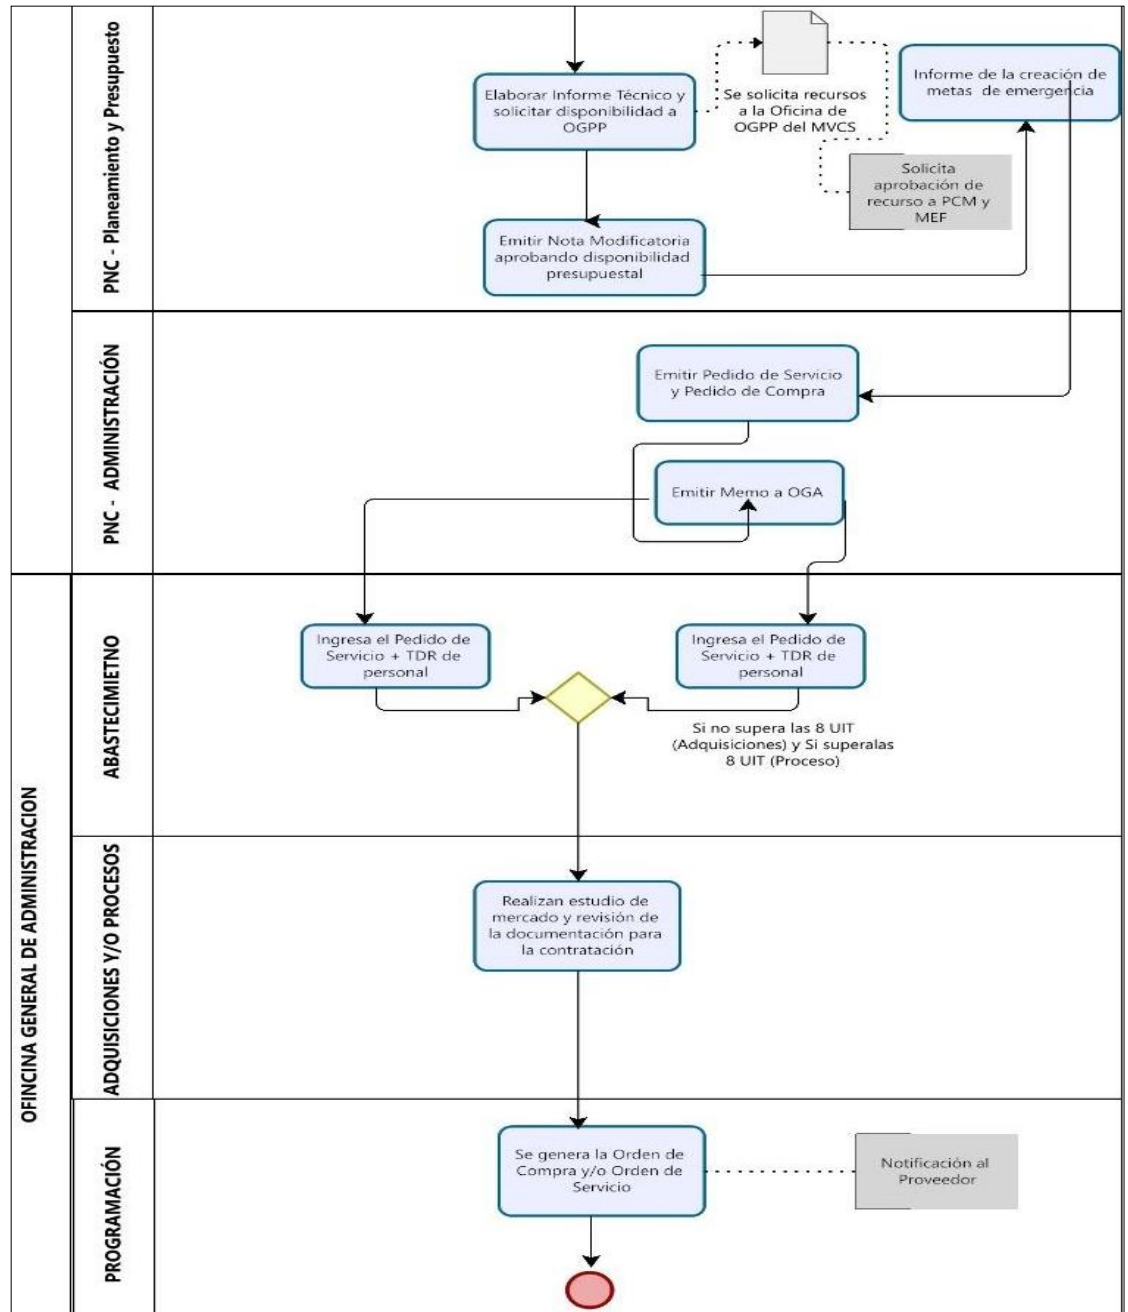 PNC - Planeamiento y Presupuesto
Elaborar Informe Técnico y
solicitar disponibilidad a
OGPP
Se solicita recursos
a la Oficina de
OGPP del MVCS
Informe de la creación de
metas de emergencia
Solicita
aprobación de
recurso a PCM y
MEF
Emitir Nota Modificatoria
aprobando disponibilidad
presupuestal
PNC - ADMINISTRACIÓN
Emitir Pedido de Servicio
y Pedido de Compra
Emitir Memo a OGA
OFINCINA GENERAL DE ADMINISTRACION
ABASTECIMIETNO
Ingresa el Pedido de
Servicio + TDR de
personal
Ingresa el Pedido de
Servicio + TDR de
personal
Si no supera las 8 UIT
(Adquisiciones) y Si superalas
8 UIT (Proceso)
ADQUISICIONES Y/O PROCESOS
Realizan estudio de
mercado y revisión de
la documentación para
la contratación
PROGRAMACIÓN
Se genera la Orden de
Compra y/o Orden de
Servicio
Notificación al
Proveedor